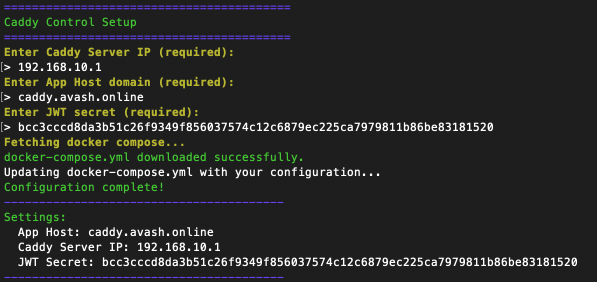 =========================================
Caddy Control Setup
=========================================
Enter Caddy Server IP (required):
[> 192.168.10.1
Enter App Host domain (required):
[> caddy.avash.online
Enter JWT secret (required):
[> bcc3cccd8da3b51c26f9349f856037574c12c6879ec225ca7979811b86be83181520
Fetching docker compose...
docker-compose.yml downloaded successfully.
Updating docker-compose.yml with your configuration...
Configuration complete!
----------------------------------------
Settings:
  App Host: caddy.avash.online
  Caddy Server IP: 192.168.10.1
  JWT Secret: bcc3cccd8da3b51c26f9349f856037574c12c6879ec225ca7979811b86be83181520
----------------------------------------